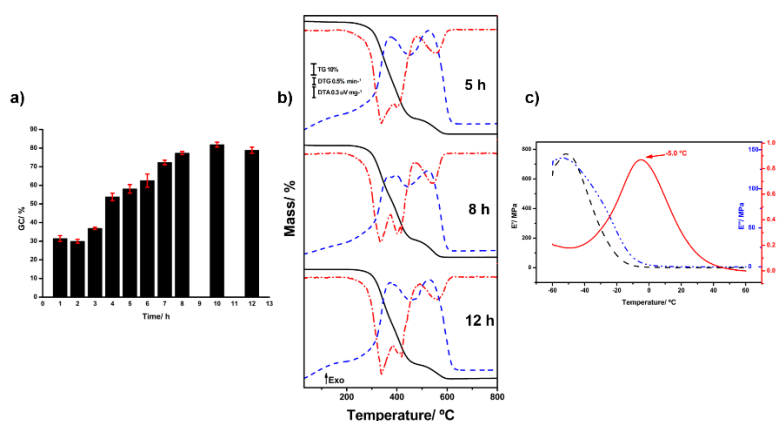 a)
GC/ %
90
80
70
60
50
40
30
20
10
0
0 1 2 3 4 5 6 7 8 9 10 11 12 13
Time/ h
b)
TG 10%
DTG 0.5% min-¹
DTA 0.3 uV mg-¹
5 h
8 h
12 h
Mass/ %
↑Exo
0 200 400 600 800
Temperature/ ºC
c)
-5.0 ºC
E'/ MPa
800
600
400
200
0
-60 -40 -20 0 20 40 60
Temperature/ ºC
150
100
50
0
E"/ MPa
1.0
0.8
0.6
0.4
0.2
0.0